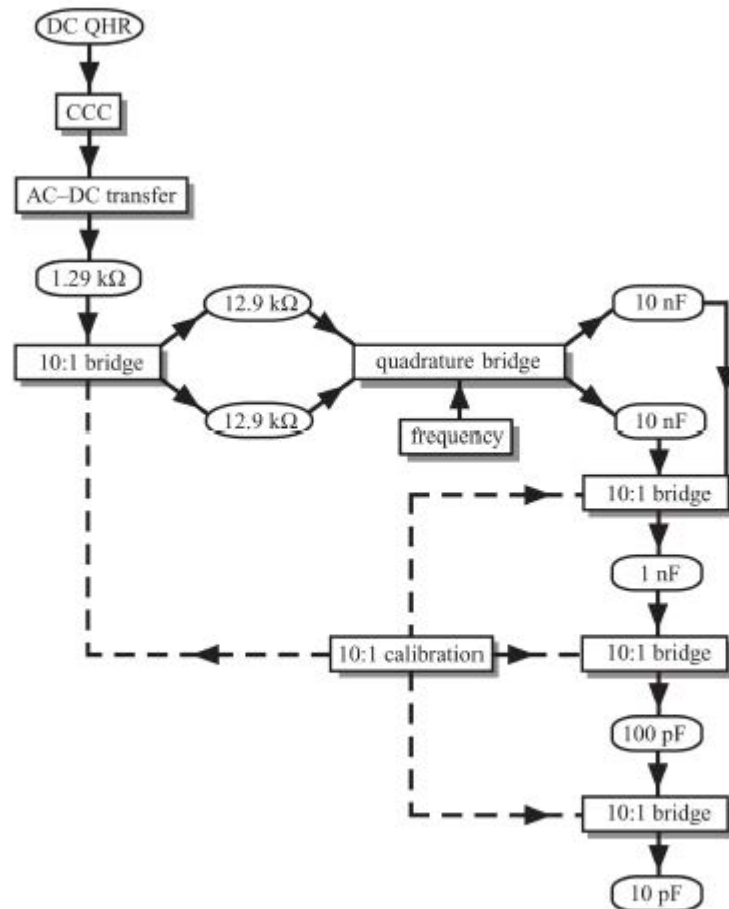 DC QHR
CCC
AC–DC transfer
1.29 kΩ
10:1 bridge
12.9 kΩ
12.9 kΩ
quadrature bridge
frequency
10 nF
10 nF
10:1 bridge
1 nF
10:1 calibration
10:1 bridge
100 pF
10:1 bridge
10 pF